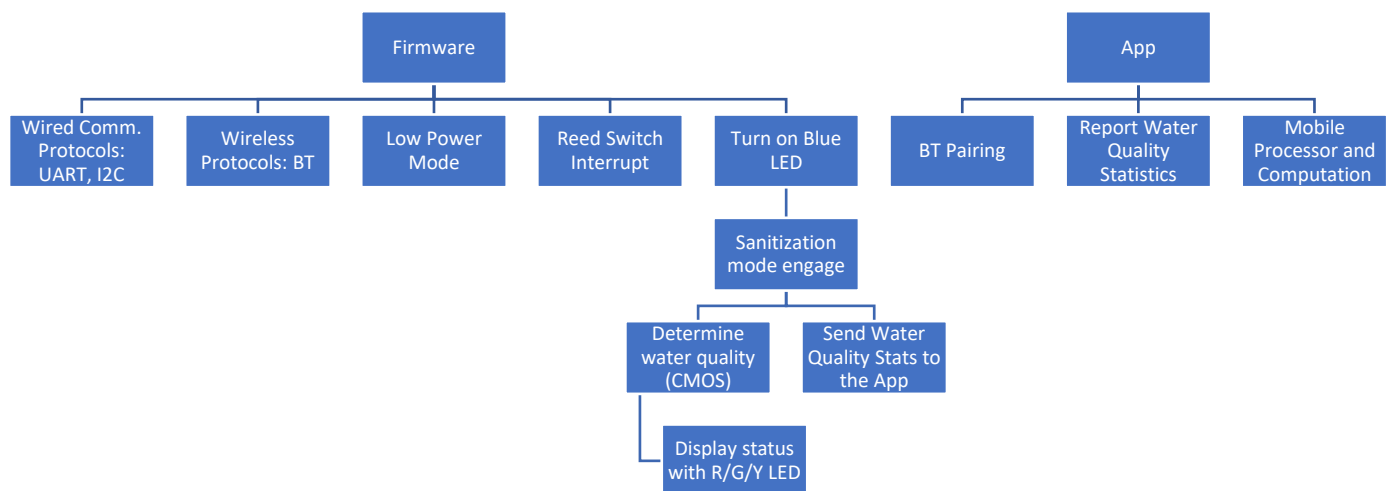 Firmware
App
Wired Comm.
Protocols:
UART, I2C
Wireless
Protocols: BT
Low Power
Mode
Reed Switch
Interrupt
Turn on Blue
LED
BT Pairing
Report Water
Quality
Statistics
Mobile
Processor and
Computation
Sanitization
mode engage
Determine
water quality
(CMOS)
Send Water
Quality Stats to
the App
Display status
with R/G/Y LED